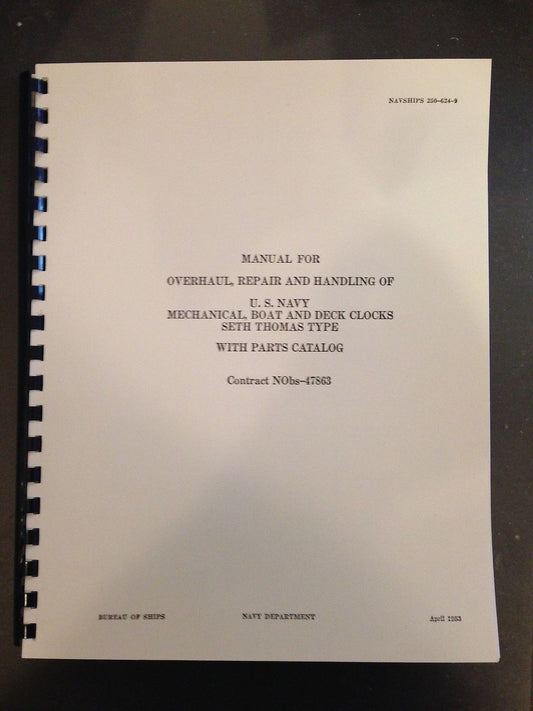 NAVSHIPS 250-624-9
MANUAL FOR
OVERHAUL, REPAIR AND HANDLING OF
U. S. NAVY
MECHANICAL, BOAT AND DECK CLOCKS
SETH THOMAS TYPE
WITH PARTS CATALOG
Contract NObs-47863
BUREAU OF SHIPS NAVY DEPARTMENT April 1953